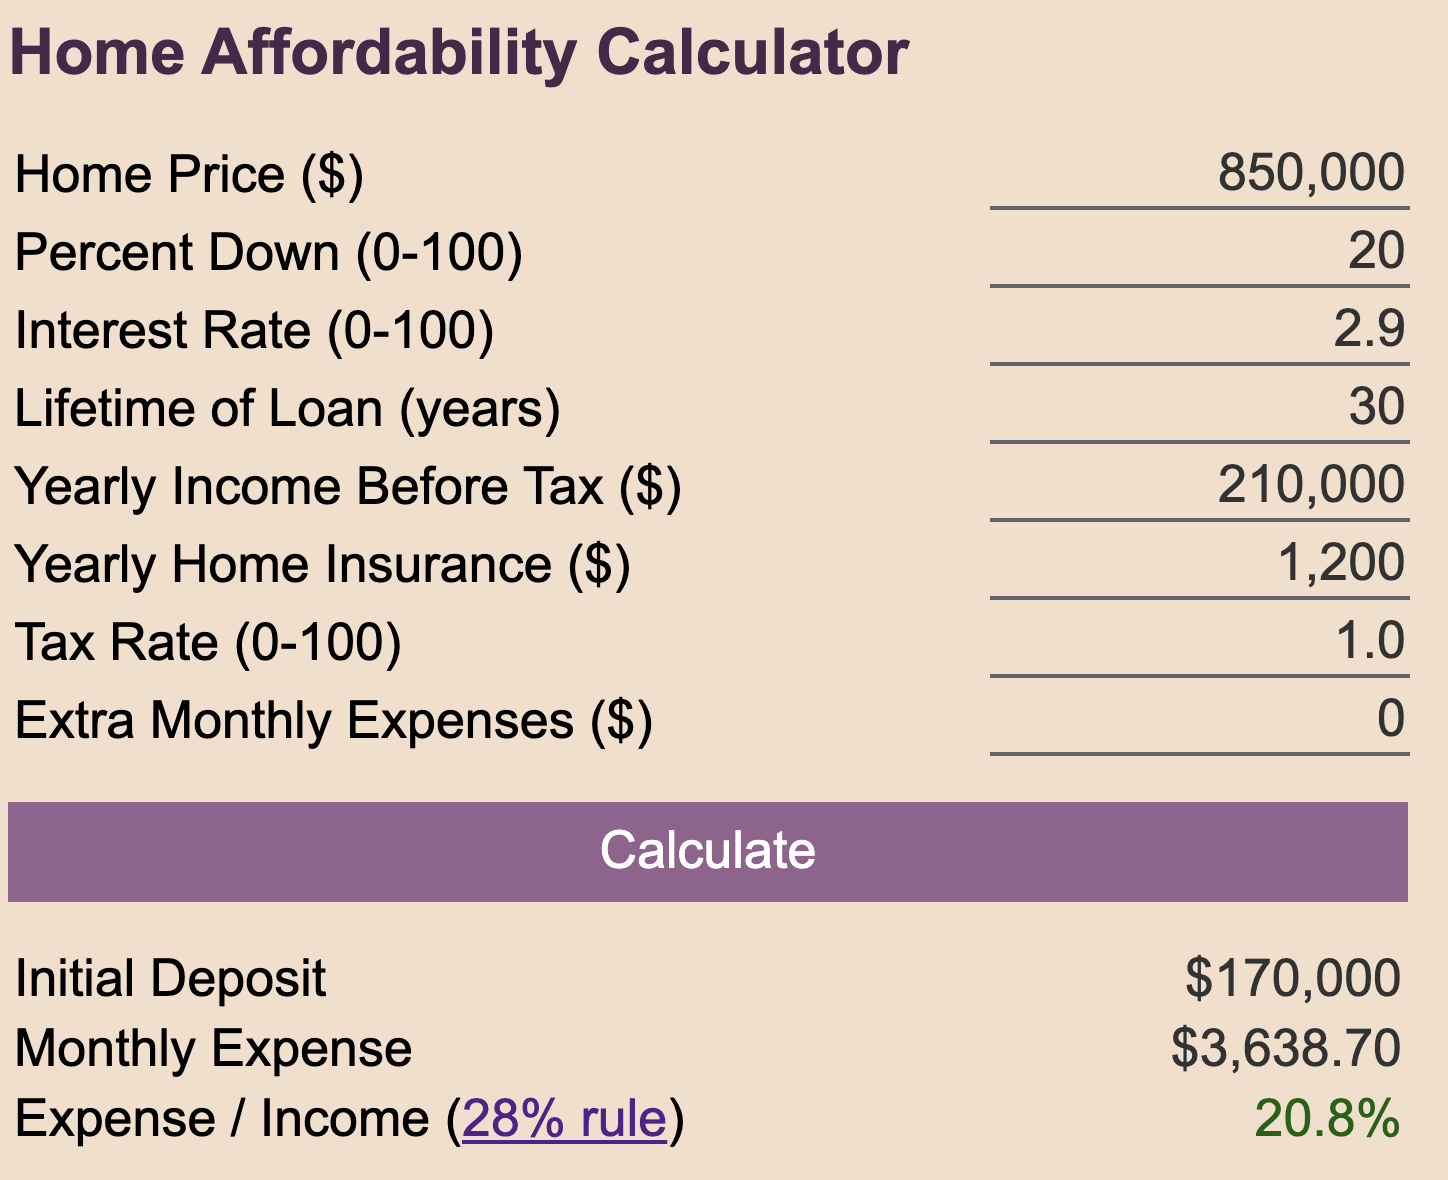 Home Affordability Calculator
Home Price ($) 850,000
Percent Down (0-100) 20
Interest Rate (0-100) 2.9
Lifetime of Loan (years) 30
Yearly Income Before Tax ($) 210,000
Yearly Home Insurance ($) 1,200
Tax Rate (0-100) 1.0
Extra Monthly Expenses ($) 0
Calculate
Initial Deposit $170,000
Monthly Expense $3,638.70
Expense / Income (28% rule) 20.8%